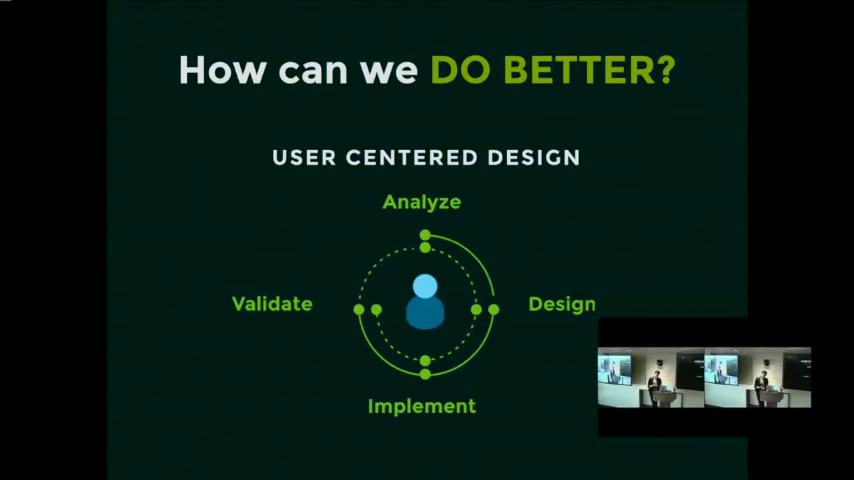 How can we DO BETTER?
USER CENTERED DESIGN
Analyze
Validate
Design
Implement